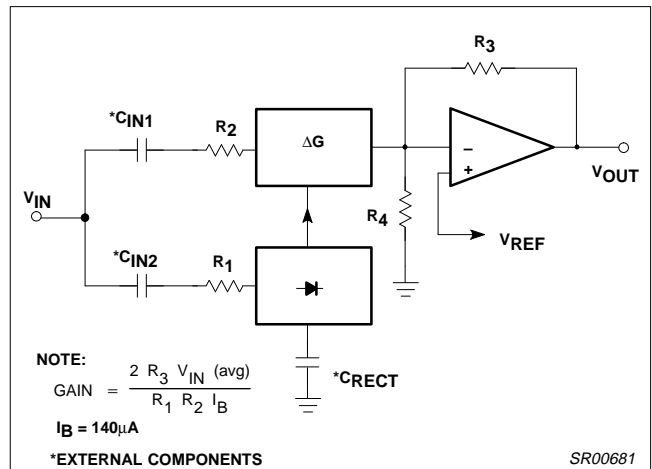 R3
*CIN1
R2
ΔG
−
+
VOUT
VIN
R4
VREF
*CIN2
R1
*CRECT
NOTE:
GAIN = 2 R3 VIN (avg)
R1 R2 IB
IB = 140µA
*EXTERNAL COMPONENTS
SR00681